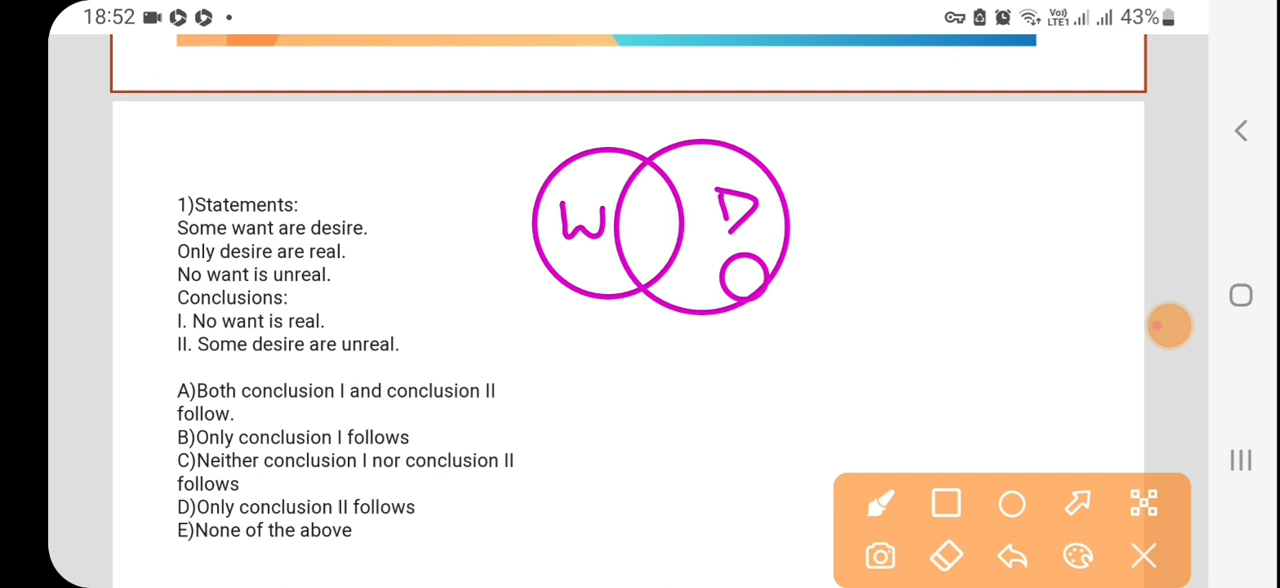 18:52
Vo)) LTE1 43%
W D
1)Statements:
Some want are desire.
Only desire are real.
No want is unreal.
Conclusions:
I. No want is real.
II. Some desire are unreal.
A)Both conclusion I and conclusion II
follow.
B)Only conclusion I follows
C)Neither conclusion I nor conclusion II
follows
D)Only conclusion II follows
E)None of the above